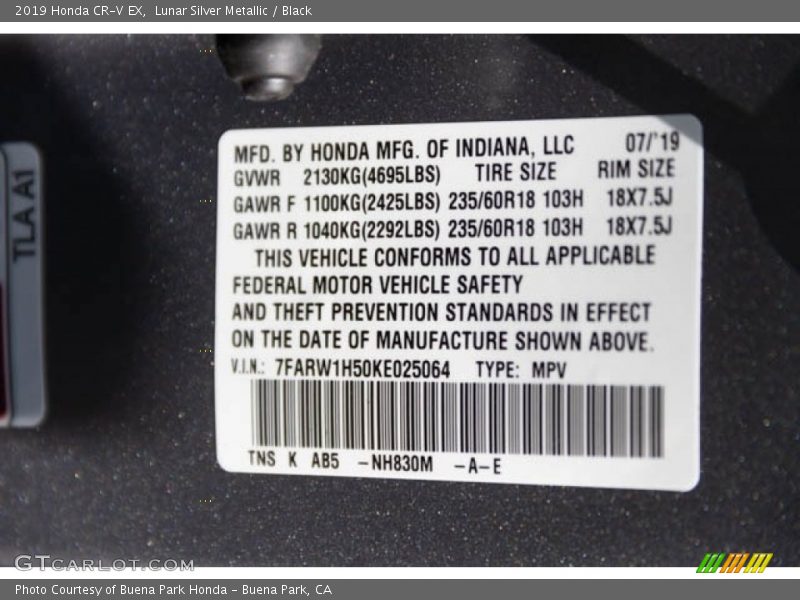 2019 Honda CR-V EX, Lunar Silver Metallic / Black
TLA A1
MFD. BY HONDA MFG. OF INDIANA, LLC 07/'19
GVWR 2130KG(4695LBS) TIRE SIZE RIM SIZE
GAWR F 1100KG(2425LBS) 235/60R18 103H 18X7.5J
GAWR R 1040KG(2292LBS) 235/60R18 103H 18X7.5J
THIS VEHICLE CONFORMS TO ALL APPLICABLE
FEDERAL MOTOR VEHICLE SAFETY
AND THEFT PREVENTION STANDARDS IN EFFECT
ON THE DATE OF MANUFACTURE SHOWN ABOVE.
V.I.N.: 7FARW1H50KE025064 TYPE: MPV
TNS K AB5 -NH830M -A-E
GTcarlot.com
Photo Courtesy of Buena Park Honda - Buena Park, CA